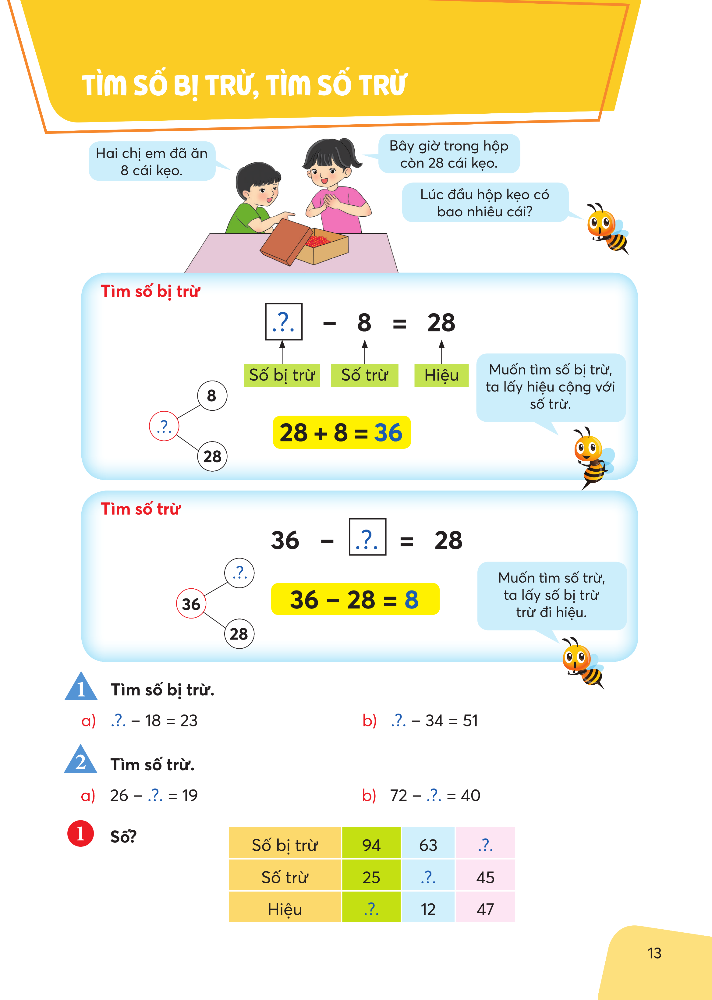 TÌM SỐ BỊ TRỪ, TÌM SỐ TRỪ
Hai chị em đã ăn
8 cái kẹo.
Bây giờ trong hộp
còn 28 cái kẹo.
Lúc đầu hộp kẹo có
bao nhiêu cái?
Tìm số bị trừ
.?. – 8 = 28
Số bị trừ Số trừ Hiệu
Muốn tìm số bị trừ,
ta lấy hiệu cộng với
số trừ.
8
.?.
28
28 + 8 = 36
Tìm số trừ
36 – .?. = 28
.?.
36
28
36 – 28 = 8
Muốn tìm số trừ,
ta lấy số bị trừ
trừ đi hiệu.
1 Tìm số bị trừ.
a) .?. – 18 = 23 b) .?. – 34 = 51
2 Tìm số trừ.
a) 26 – .?. = 19 b) 72 – .?. = 40
1 Số?
Số bị trừ 94 63 .?.
Số trừ 25 .?. 45
Hiệu .?. 12 47
13